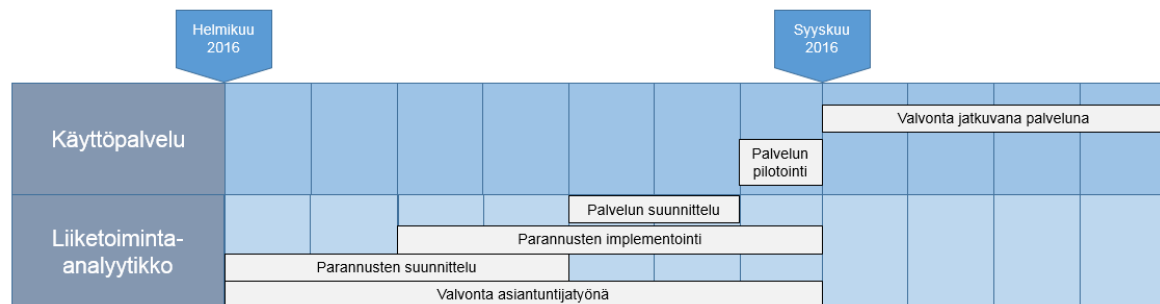 Helmikuu
2016
Syyskuu
2016
Käyttöpalvelu
Valvonta jatkuvana palveluna
Palvelun
pilotointi
Liiketoiminta-
analyytikko
Palvelun suunnittelu
Parannusten implementointi
Parannusten suunnittelu
Valvonta asiantuntijatyönä